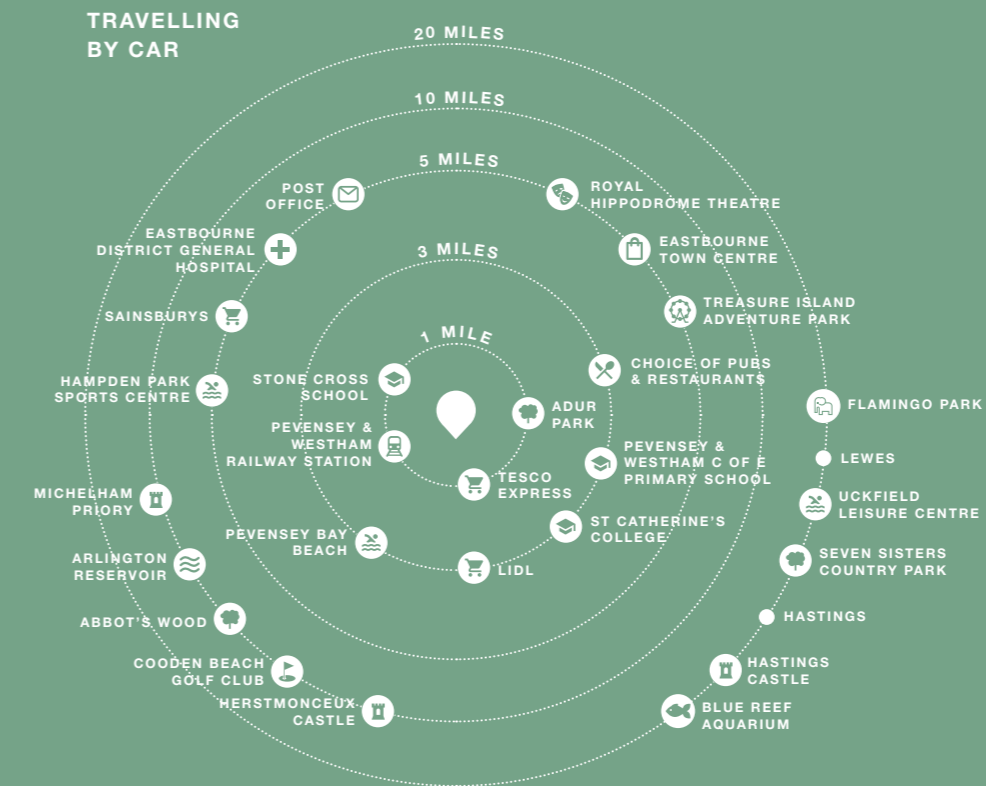 TRAVELLING
BY CAR
20 MILES
10 MILES
5 MILES
3 MILES
1 MILE
POST
OFFICE
EASTBOURNE
DISTRICT GENERAL
HOSPITAL
SAINSBURYS
HAMPDEN PARK
SPORTS CENTRE
STONE CROSS
SCHOOL
PEVENSEY &
WESTHAM
RAILWAY STATION
MICHELHAM
PRIORY
PEVENSEY BAY
BEACH
ARLINGTON
RESERVOIR
ABBOT'S WOOD
COODEN BEACH
GOLF CLUB
HERSTMONCEUX
CASTLE
ROYAL
HIPPODROME THEATRE
EASTBOURNE
TOWN CENTRE
TREASURE ISLAND
ADVENTURE PARK
CHOICE OF PUBS
& RESTAURANTS
ADUR
PARK
PEVENSEY &
WESTHAM C OF E
PRIMARY SCHOOL
TESCO
EXPRESS
ST CATHERINE'S
COLLEGE
LIDL
FLAMINGO PARK
LEWES
UCKFIELD
LEISURE CENTRE
SEVEN SISTERS
COUNTRY PARK
HASTINGS
HASTINGS
CASTLE
BLUE REEF
AQUARIUM